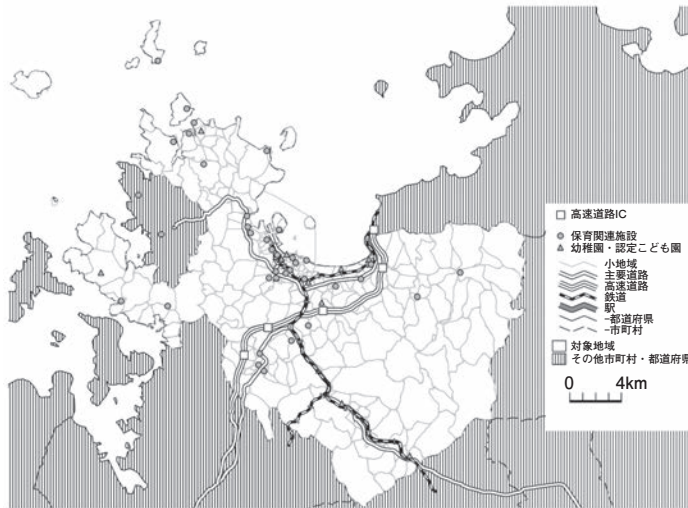 高速道路IC
保育関連施設
幼稚園・認定こども園
小地域
主要道路
高速道路
鉄道
駅
-都道府県
-市町村
対象地域
その他市町村・都道府県
0 4km